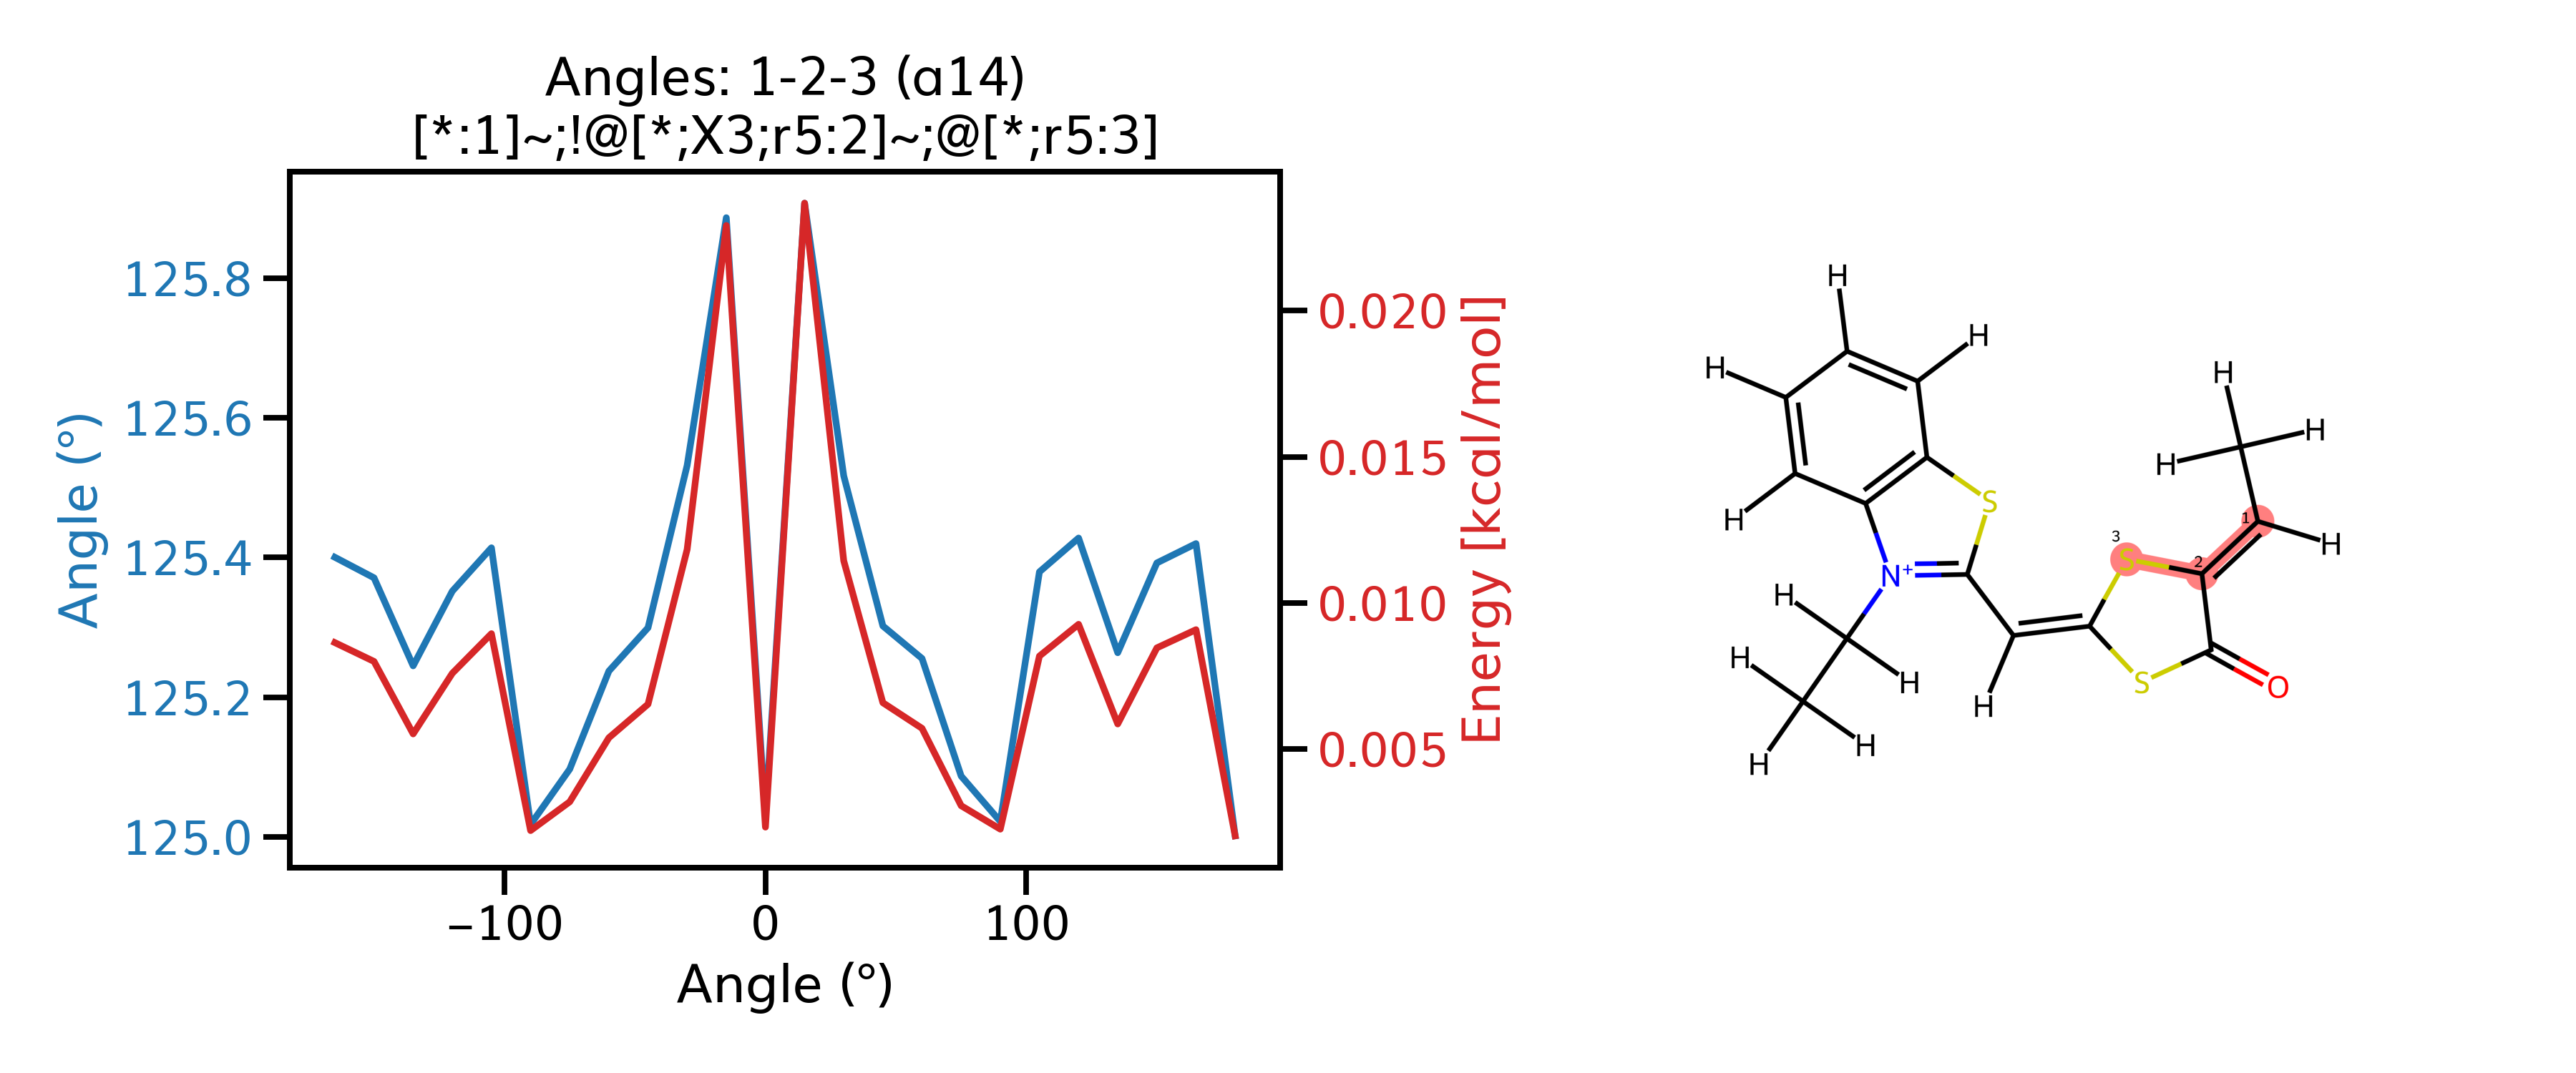 Angles: 1-2-3 (α14)
[*:1]~;!@[*;X3;r5:2]~;@[*;r5:3]
125.8
125.6
125.4
125.2
125.0
Angle (°)
0.020
0.015
0.010
0.005
Energy [kcal/mol]
−100
0
100
Angle (°)
H
H
H
H
S
N⁺
H
H
H
H
H
H
H
S
3
S
2
1
H
H
H
H
O